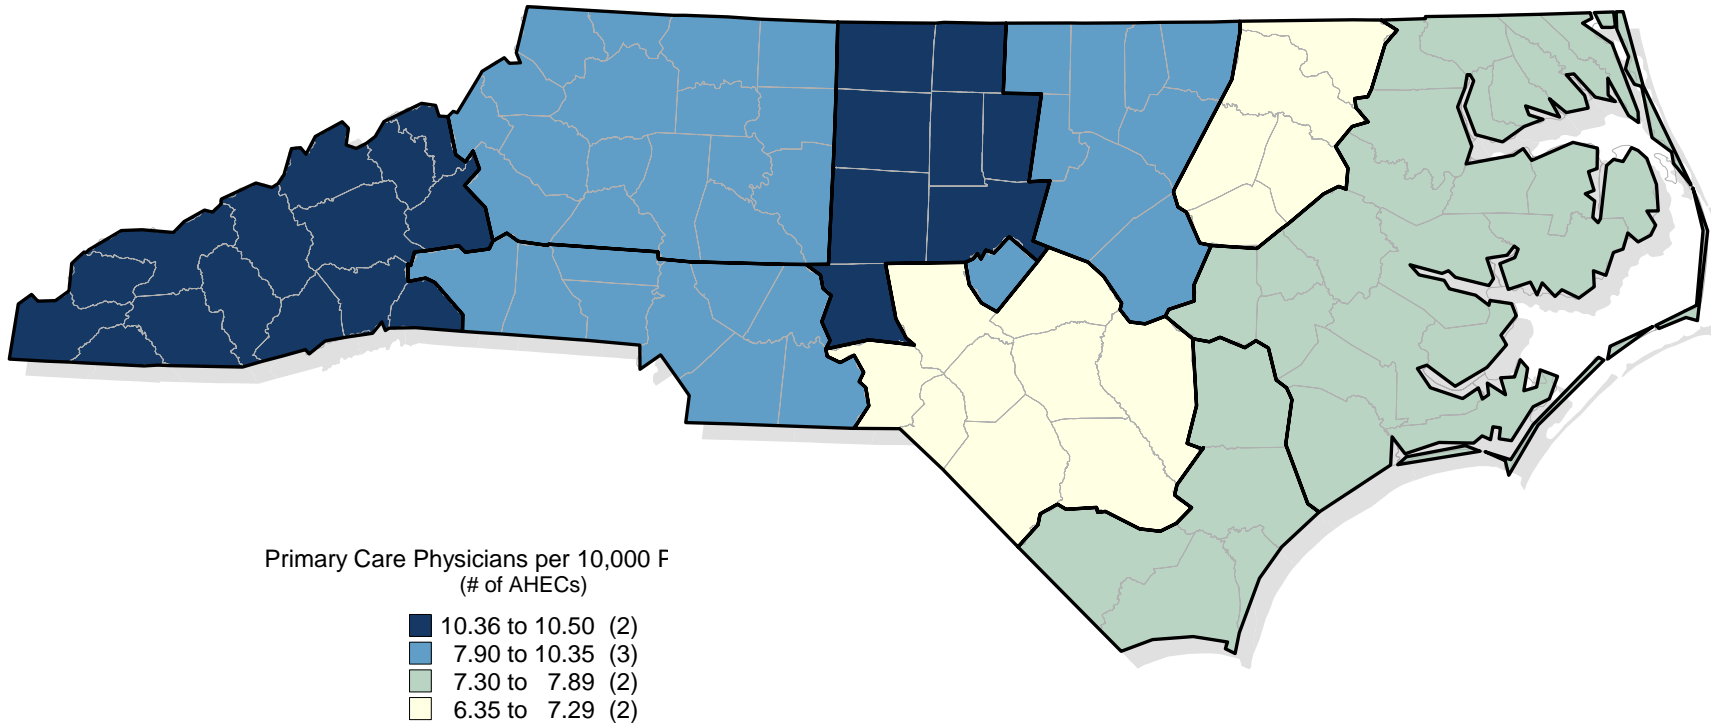 Primary Care Physicians per 10,000 P
(# of AHECs)
10.36 to 10.50 (2)
7.90 to 10.35 (3)
7.30 to 7.89 (2)
6.35 to 7.29 (2)